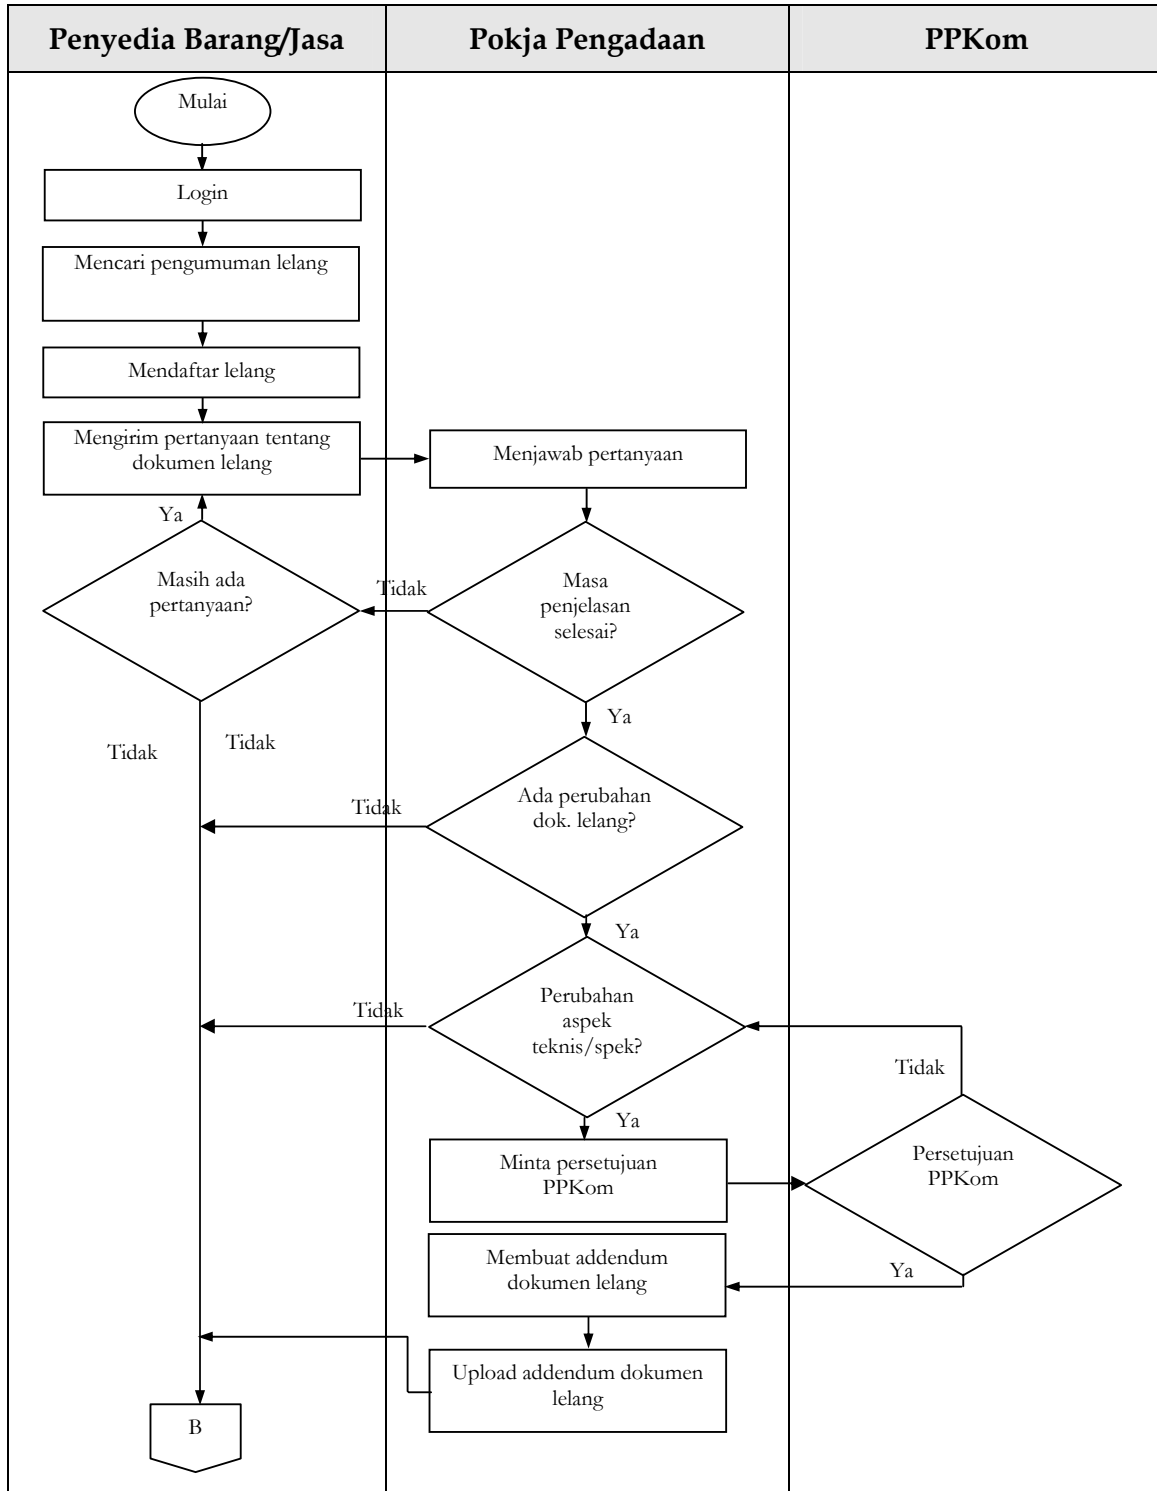 Penyedia Barang/Jasa
Pokja Pengadaan
PPKom
Mulai
Login
Mencari pengumuman lelang
Mendaftar lelang
Mengirim pertanyaan tentang
dokumen lelang
Menjawab pertanyaan
Ya
Masih ada
pertanyaan?
Tidak
Masa
penjelasan
selesai?
Ya
Tidak
Tidak
Tidak
Ada perubahan
dok. lelang?
Ya
Tidak
Perubahan
aspek
teknis/spek?
Tidak
Ya
Minta persetujuan
PPKom
Persetujuan
PPKom
Ya
Membuat addendum
dokumen lelang
Upload addendum dokumen
lelang
B